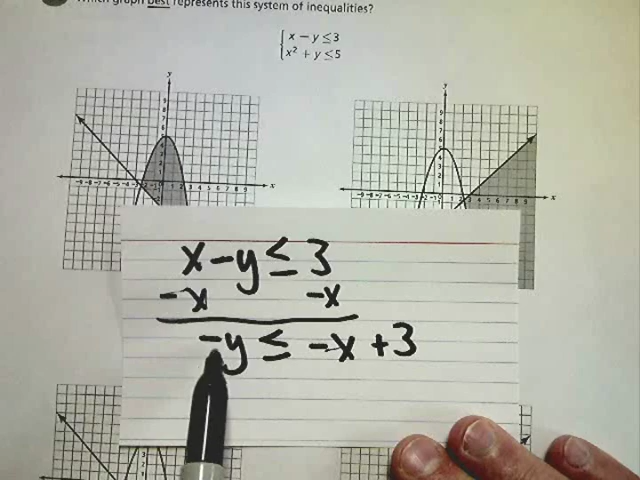 Which graph best represents this system of inequalities?
x − y ≤ 3
x² + y ≤ 5
x − y ≤ 3
−x −x
−y ≤ −x + 3